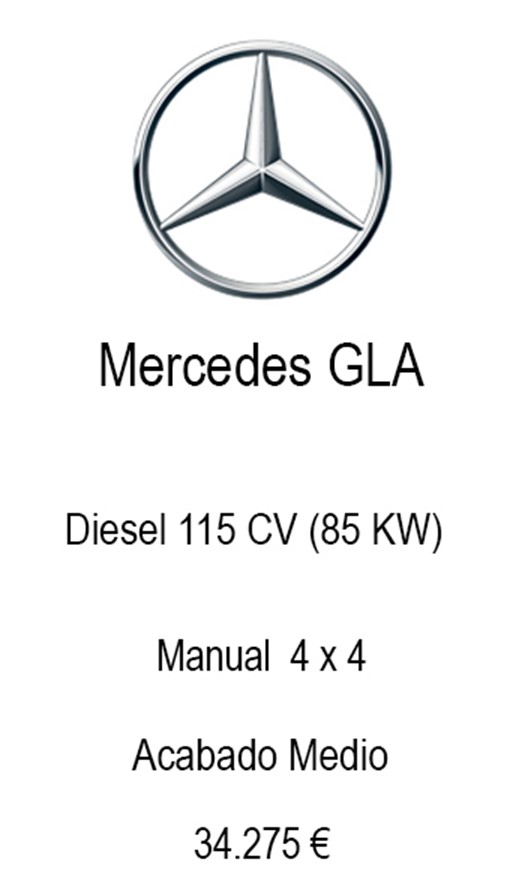 Mercedes GLA
Diesel 115 CV (85 KW)
Manual 4 x 4
Acabado Medio
34.275 €